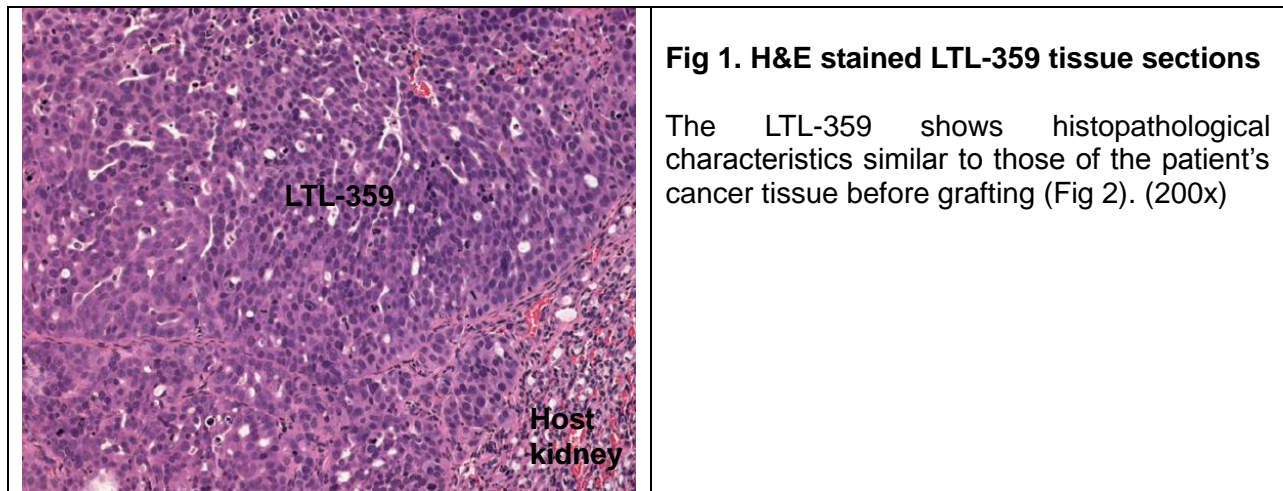 LTL-359
Host
kidney
Fig 1. H&E stained LTL-359 tissue sections
The LTL-359 shows histopathological
characteristics similar to those of the patient's
cancer tissue before grafting (Fig 2). (200x)